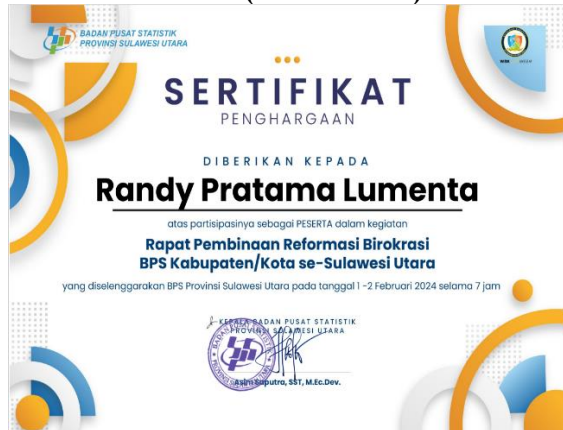 BADAN PUSAT STATISTIK
PROVINSI SULAWESI UTARA
SERTIFIKAT
PENGHARGAAN
DIBERIKAN KEPADA
Randy Pratama Lumenta
atas partisipasinya sebagai PESERTA dalam kegiatan
Rapat Pembinaan Reformasi Birokrasi
BPS Kabupaten/Kota se-Sulawesi Utara
yang diselenggarakan BPS Provinsi Sulawesi Utara pada tanggal 1 -2 Februari 2024 selama 7 jam
KEPALA BADAN PUSAT STATISTIK
PROVINSI SULAWESI UTARA
Saputra, SST, M.Ec.Dev.